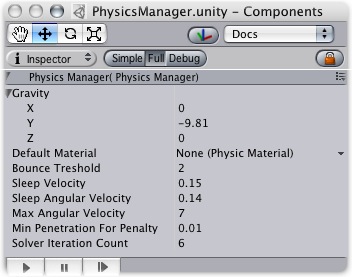 PhysicsManager.unity – Components
Docs
Inspector Simple Full Debug
Physics Manager( Physics Manager)
Gravity
X 0
Y -9.81
Z 0
Default Material None (Physic Material)
Bounce Treshold 2
Sleep Velocity 0.15
Sleep Angular Velocity 0.14
Max Angular Velocity 7
Min Penetration For Penalty 0.01
Solver Iteration Count 6